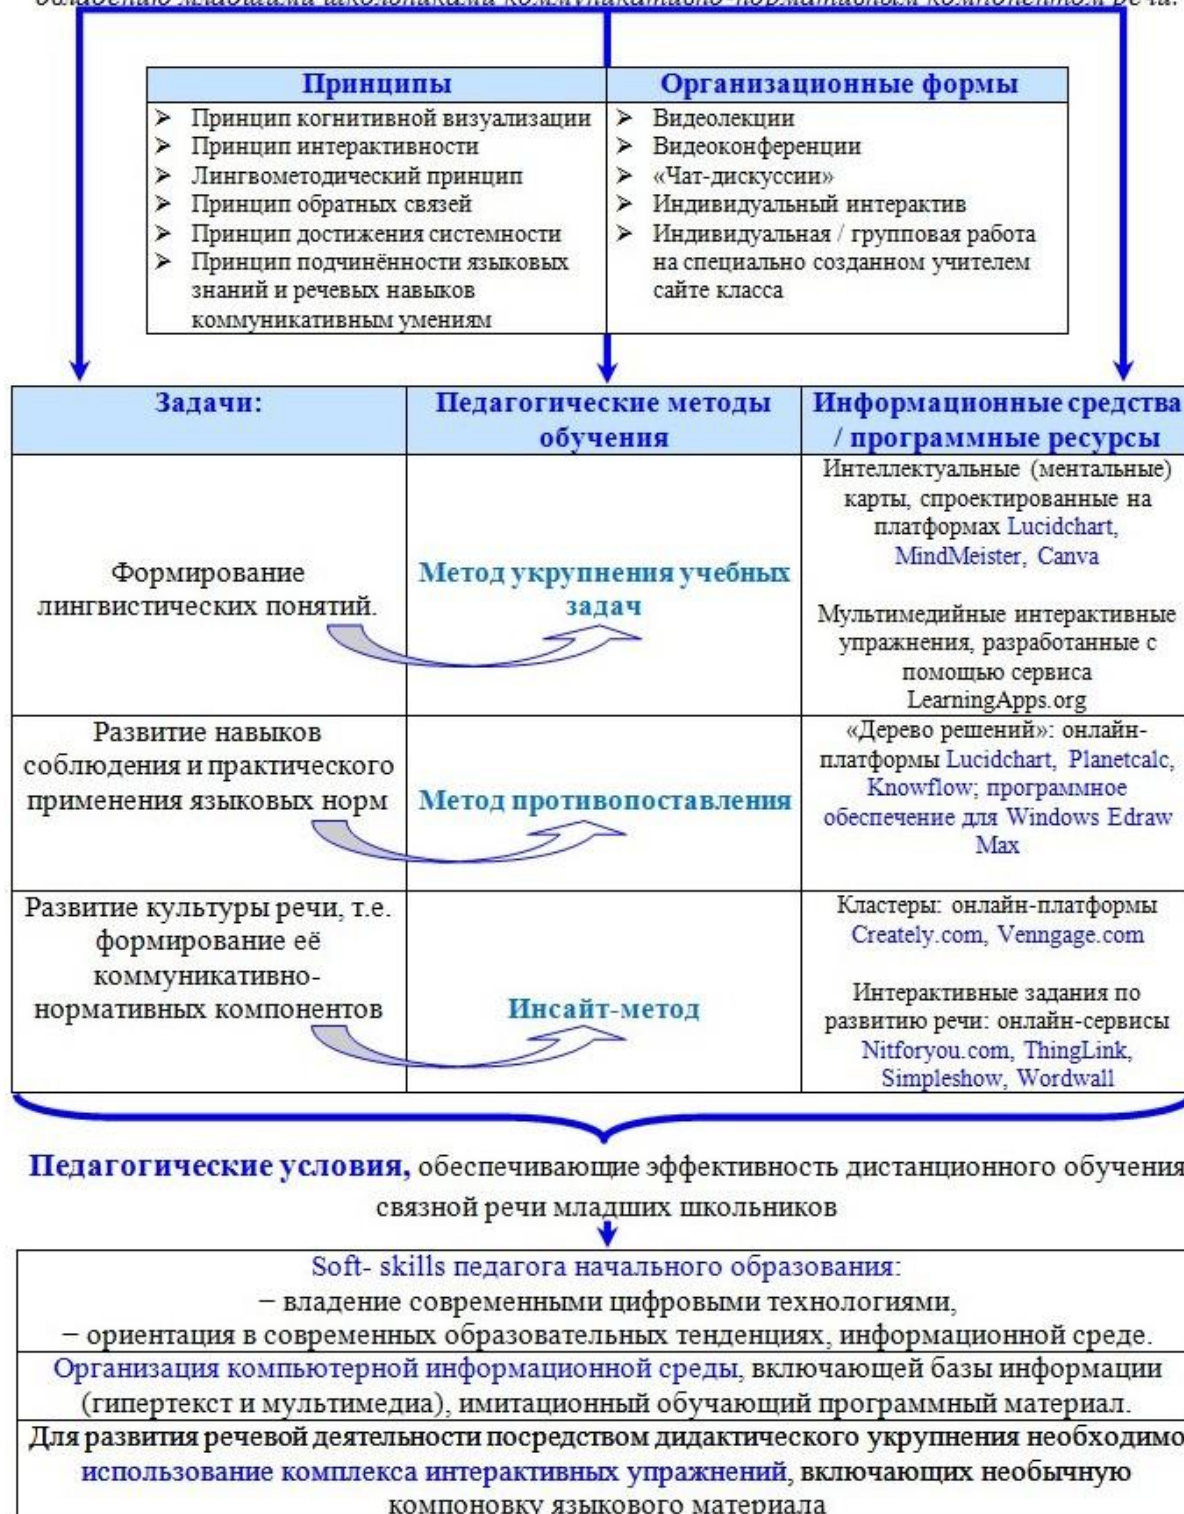 овладению младшими школьниками коммуникативно-нормативным компонентом речи.
Принципы
➤ Принцип когнитивной визуализации
➤ Принцип интерактивности
➤ Лингвометодический принцип
➤ Принцип обратных связей
➤ Принцип достижения системности
➤ Принцип подчинённости языковых
знаний и речевых навыков
коммуникативным умениям
Организационные формы
➤ Видеолекции
➤ Видеоконференции
➤ «Чат-дискуссии»
➤ Индивидуальный интерактив
➤ Индивидуальная / групповая работа
на специально созданном учителем
сайте класса
Задачи:
Педагогические методы
обучения
Информационные средства
/ программные ресурсы
Формирование
лингвистических понятий.
Метод укрупнения учебных
задач
Интеллектуальные (ментальные)
карты, спроектированные на
платформах Lucidchart,
MindMeister, Canva
Мультимедийные интерактивные
упражнения, разработанные с
помощью сервиса
LearningApps.org
Развитие навыков
соблюдения и практического
применения языковых норм
Метод противопоставления
«Дерево решений»: онлайн-
платформы Lucidchart, Planetcalc,
Knowflow; программное
обеспечение для Windows Edraw
Max
Развитие культуры речи, т.е.
формирование её
коммуникативно-
нормативных компонентов
Инсайт-метод
Кластеры: онлайн-платформы
Creately.com, Venngage.com
Интерактивные задания по
развитию речи: онлайн-сервисы
Nitforyou.com, ThingLink,
Simpleshow, Wordwall
Педагогические условия, обеспечивающие эффективность дистанционного обучения
связной речи младших школьников
Soft- skills педагога начального образования:
– владение современными цифровыми технологиями,
– ориентация в современных образовательных тенденциях, информационной среде.
Организация компьютерной информационной среды, включающей базы информации
(гипертекст и мультимедиа), имитационный обучающий программный материал.
Для развития речевой деятельности посредством дидактического укрупнения необходимо
использование комплекса интерактивных упражнений, включающих необычную
компоновку языкового материала